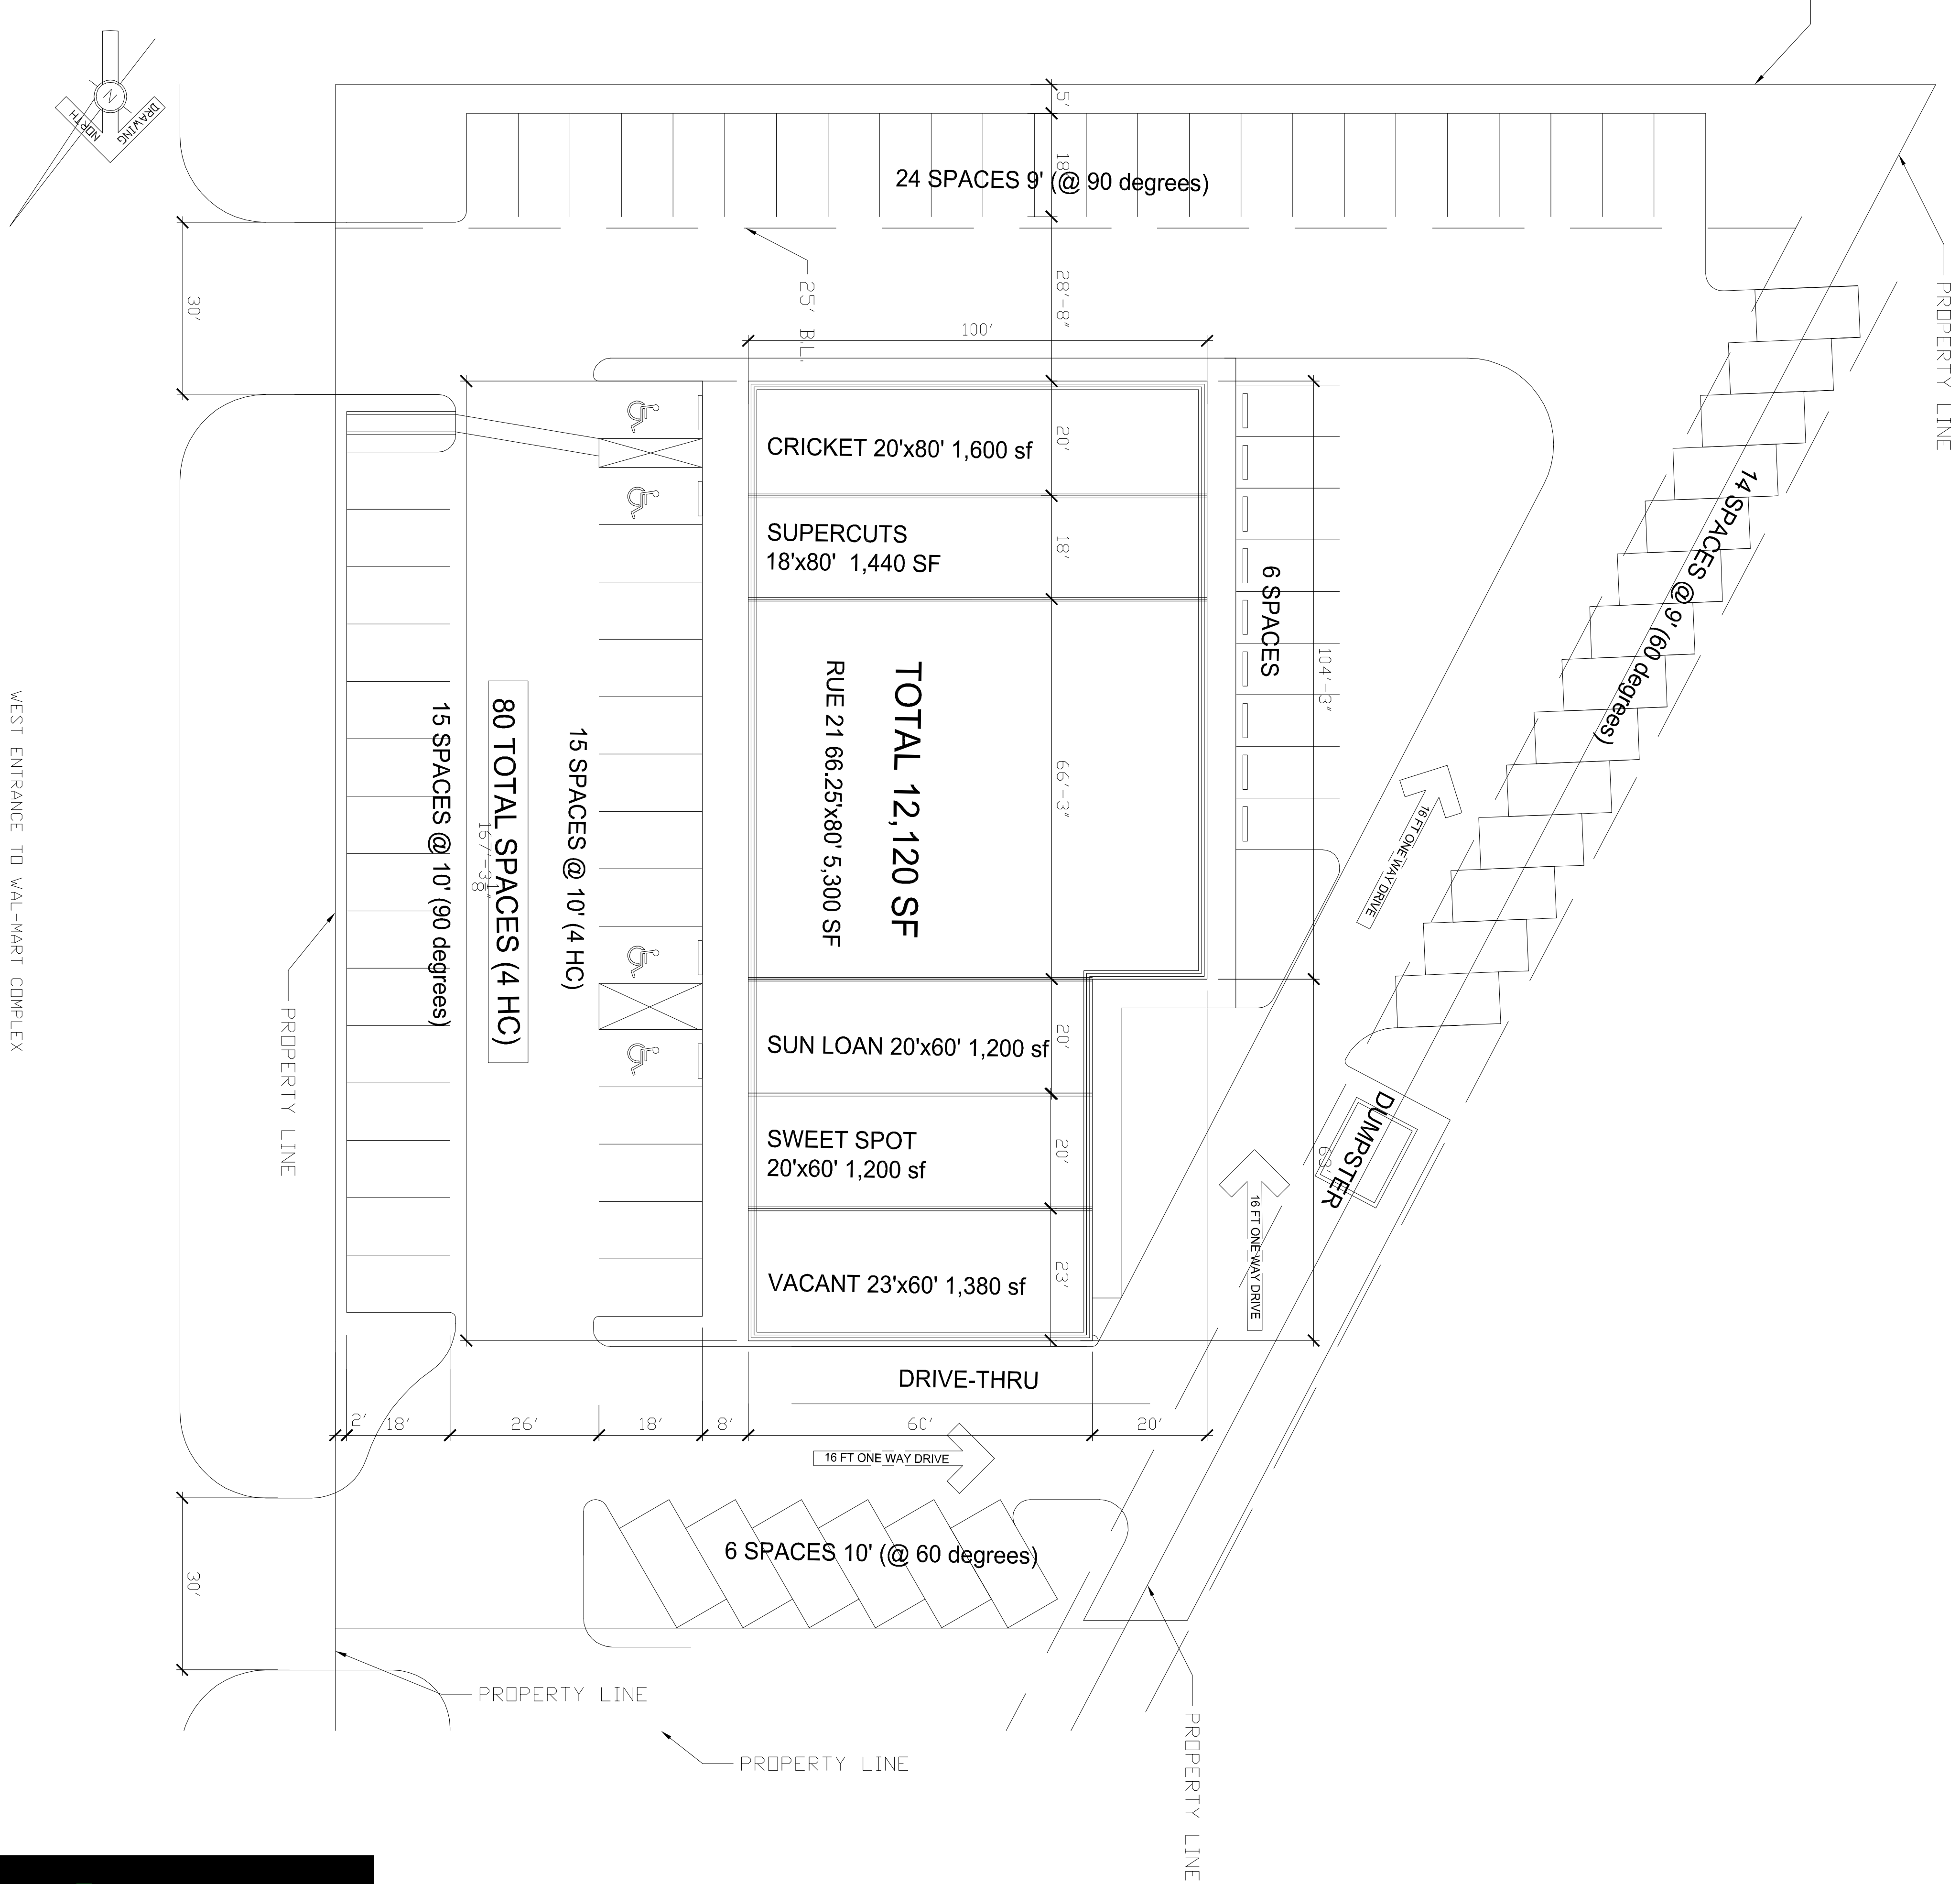 N
NORTH
DRAWING
5'
18'
24 SPACES 9' (@ 90 degrees)
28'-8"
25' B.L.
30'
100'
PROPERTY LINE
CRICKET 20'x80' 1,600 sf
20'
SUPERCUTS
18'x80' 1,440 SF
18'
6 SPACES
104'-3"
14 SPACES @ 9' (60 degrees)
TOTAL 12,120 SF
RUE 21 66.25'x80' 5,300 SF
66'-3"
15 SPACES @ 10' (4 HC)
80 TOTAL SPACES (4 HC)
167'-3 1/8"
15 SPACES @ 10' (90 degrees)
PROPERTY LINE
WEST ENTRANCE TO WAL-MART COMPLEX
16 FT ONE WAY DRIVE
SUN LOAN 20'x60' 1,200 sf
20'
SWEET SPOT
20'x60' 1,200 sf
20'
DUMPSTER
63'
16 FT ONE WAY DRIVE
VACANT 23'x60' 1,380 sf
23'
DRIVE-THRU
2'
18'
26'
18'
8'
60'
20'
16 FT ONE WAY DRIVE
6 SPACES 10' (@ 60 degrees)
30'
PROPERTY LINE
PROPERTY LINE
PROPERTY LINE